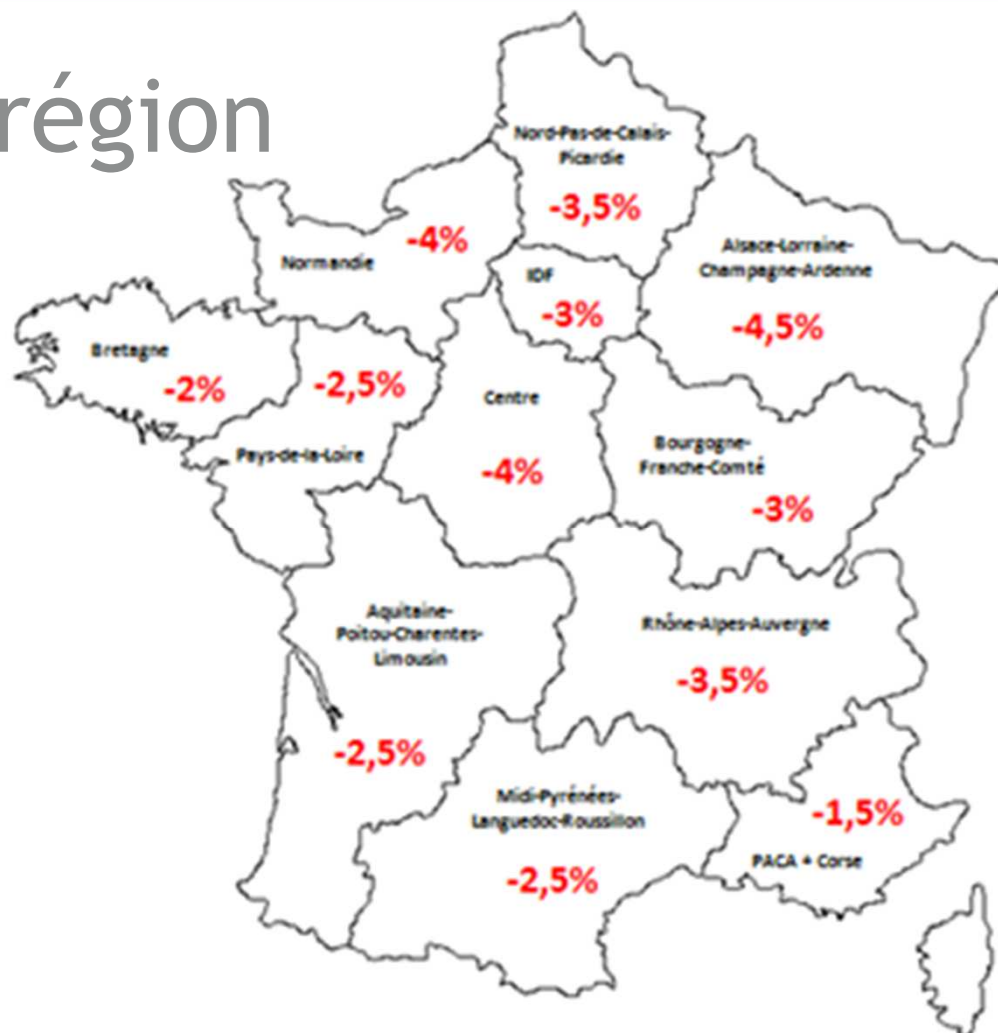 région
Nord-Pas-de-Calais-
Picardie
-3,5%
Normandie
-4%
IDF
-3%
Alsace-Lorraine-
Champagne-Ardenne
-4,5%
Bretagne
-2%
-2,5%
Pays-de-la-Loire
Centre
-4%
Bourgogne-
Franche-Comté
-3%
Aquitaine-
Poitou-Charentes-
Limousin
-2,5%
Rhône-Alpes-Auvergne
-3,5%
Midi-Pyrénées-
Languedoc-Roussillon
-2,5%
-1,5%
PACA + Corse